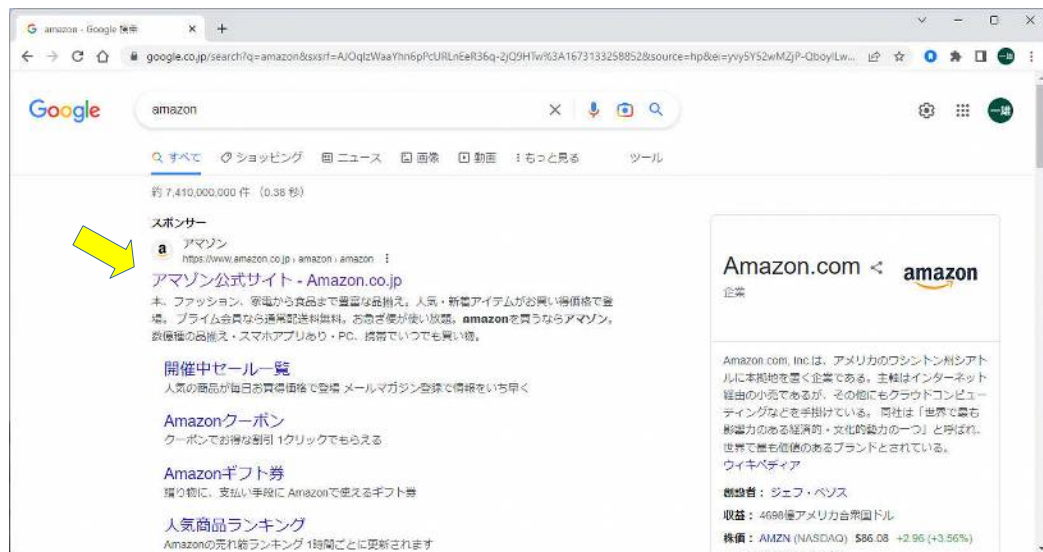 amazon - Google 検索
google.co.jp/search?q=amazon&sxsrf=AJOqlzWaaYhn6pPcURLnEeR36q-2jQ9HTw%3A1673133258852&source=hp&ei=yvy5Y52wMZjP-QboyILw...
Google
amazon
一雄
すべて ショッピング ニュース 画像 動画 もっと見る ツール
約 7,410,000,000 件 (0.38 秒)
スポンサー
アマゾン
https://www.amazon.co.jp › amazon › amazon
アマゾン公式サイト - Amazon.co.jp
本、ファッション、家電から食品まで豊富な品揃え。人気・新着アイテムがお買い得価格で登
場。 プライム会員なら通常配送料無料。お急ぎ便が使い放題。amazonを買うならアマゾン。
数億種の品揃え・スマホアプリあり・PC、携帯でいつでも買い物。
開催中セール一覧
人気の商品が毎日お買得価格で登場 メールマガジン登録で情報をいち早く
Amazonクーポン
クーポンでお得な割引 1クリックでもらえる
Amazonギフト券
贈り物に、支払い手段に Amazonで使えるギフト券
人気商品ランキング
Amazonの売れ筋ランキング 1時間ごとに更新されます
Amazon.com
amazon
企業
Amazon.com, Inc.は、アメリカのワシントン州シアト
ルに本拠地を置く企業である。主軸はインターネット
経由の小売であるが、その他にもクラウドコンピュー
ティングなどを手掛けている。 同社は「世界で最も
影響力のある経済的・文化的勢力の一つ」と呼ばれ、
世界で最も価値のあるブランドとされている。
ウィキペディア
創設者： ジェフ・ベゾス
収益： 4698億アメリカ合衆国ドル
株価： AMZN (NASDAQ) $86.08 +2.96 (+3.56%)